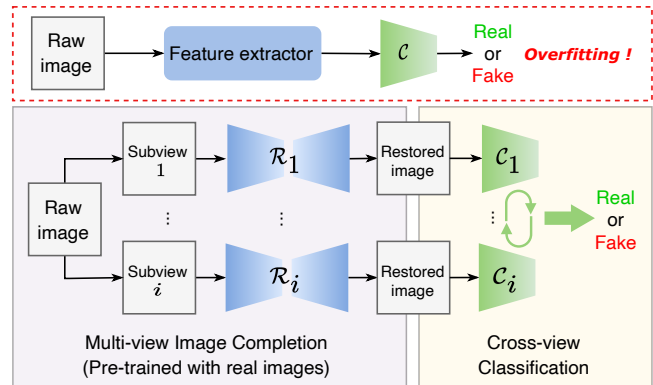 Raw
image
Feature extractor
C
Real
or
Fake
Overfitting !
Raw
image
Subview
1
R1
Restored
image
C1
⋮
⋮
⋮
Subview
i
Ri
Restored
image
Ci
Real
or
Fake
Multi-view Image Completion
(Pre-trained with real images)
Cross-view
Classification